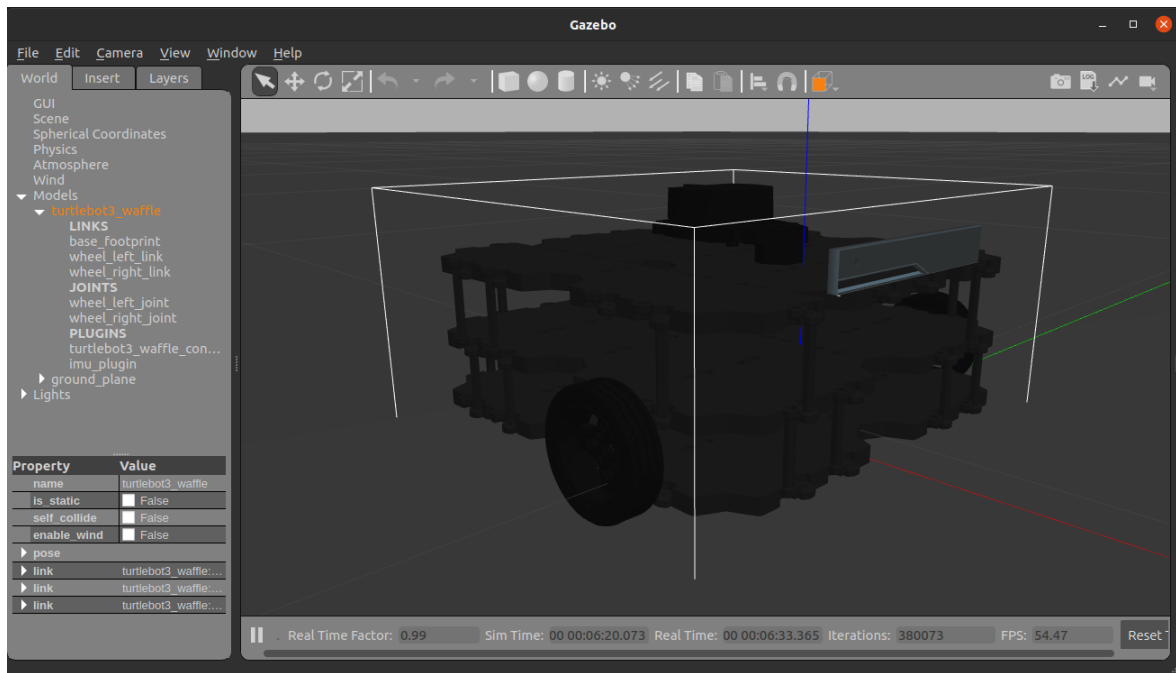 Gazebo
File Edit Camera View Window Help
World Insert Layers
GUI
Scene
Spherical Coordinates
Physics
Atmosphere
Wind
Models
turtlebot3_waffle
LINKS
base_footprint
wheel_left_link
wheel_right_link
JOINTS
wheel_left_joint
wheel_right_joint
PLUGINS
turtlebot3_waffle_con...
imu_plugin
ground_plane
Lights
Property Value
name turtlebot3_waffle
is_static False
self_collide False
enable_wind False
pose
link turtlebot3_waffle:...
link turtlebot3_waffle:...
link turtlebot3_waffle:...
LOG
Real Time Factor: 0.99 Sim Time: 00 00:06:20.073 Real Time: 00 00:06:33.365 Iterations: 380073 FPS: 54.47 Reset